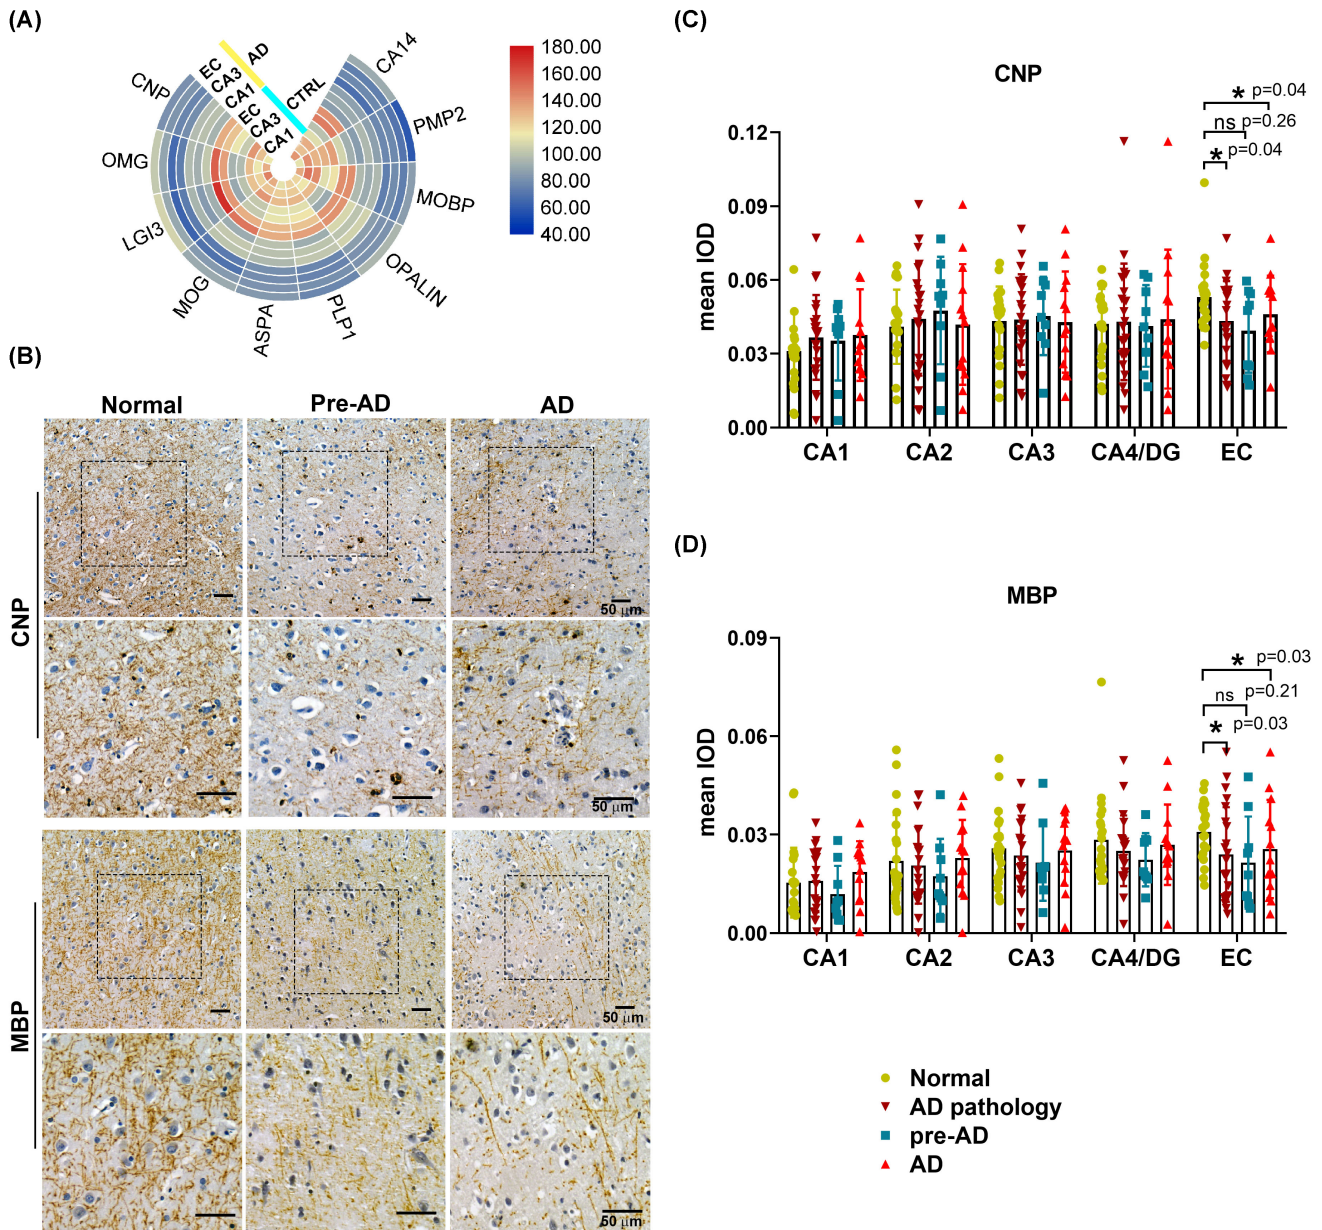 (A)
EC
CA3
CA1
EC
CA3
CA1
AD
CTRL
CA14
PMP2
MOBP
OPALIN
PLP1
ASPA
MOG
LGI3
OMG
CNP
180.00
160.00
140.00
120.00
100.00
80.00
60.00
40.00
(B)
Normal
Pre-AD
AD
CNP
50 μm
50 μm
MBP
50 μm
50 μm
(C)
CNP
mean IOD
0.12
0.09
0.06
0.03
0.00
* p=0.04
ns p=0.26
* p=0.04
CA1
CA2
CA3
CA4/DG
EC
(D)
MBP
mean IOD
0.09
0.06
0.03
0.00
* p=0.03
ns p=0.21
* p=0.03
CA1
CA2
CA3
CA4/DG
EC
Normal
AD pathology
pre-AD
AD